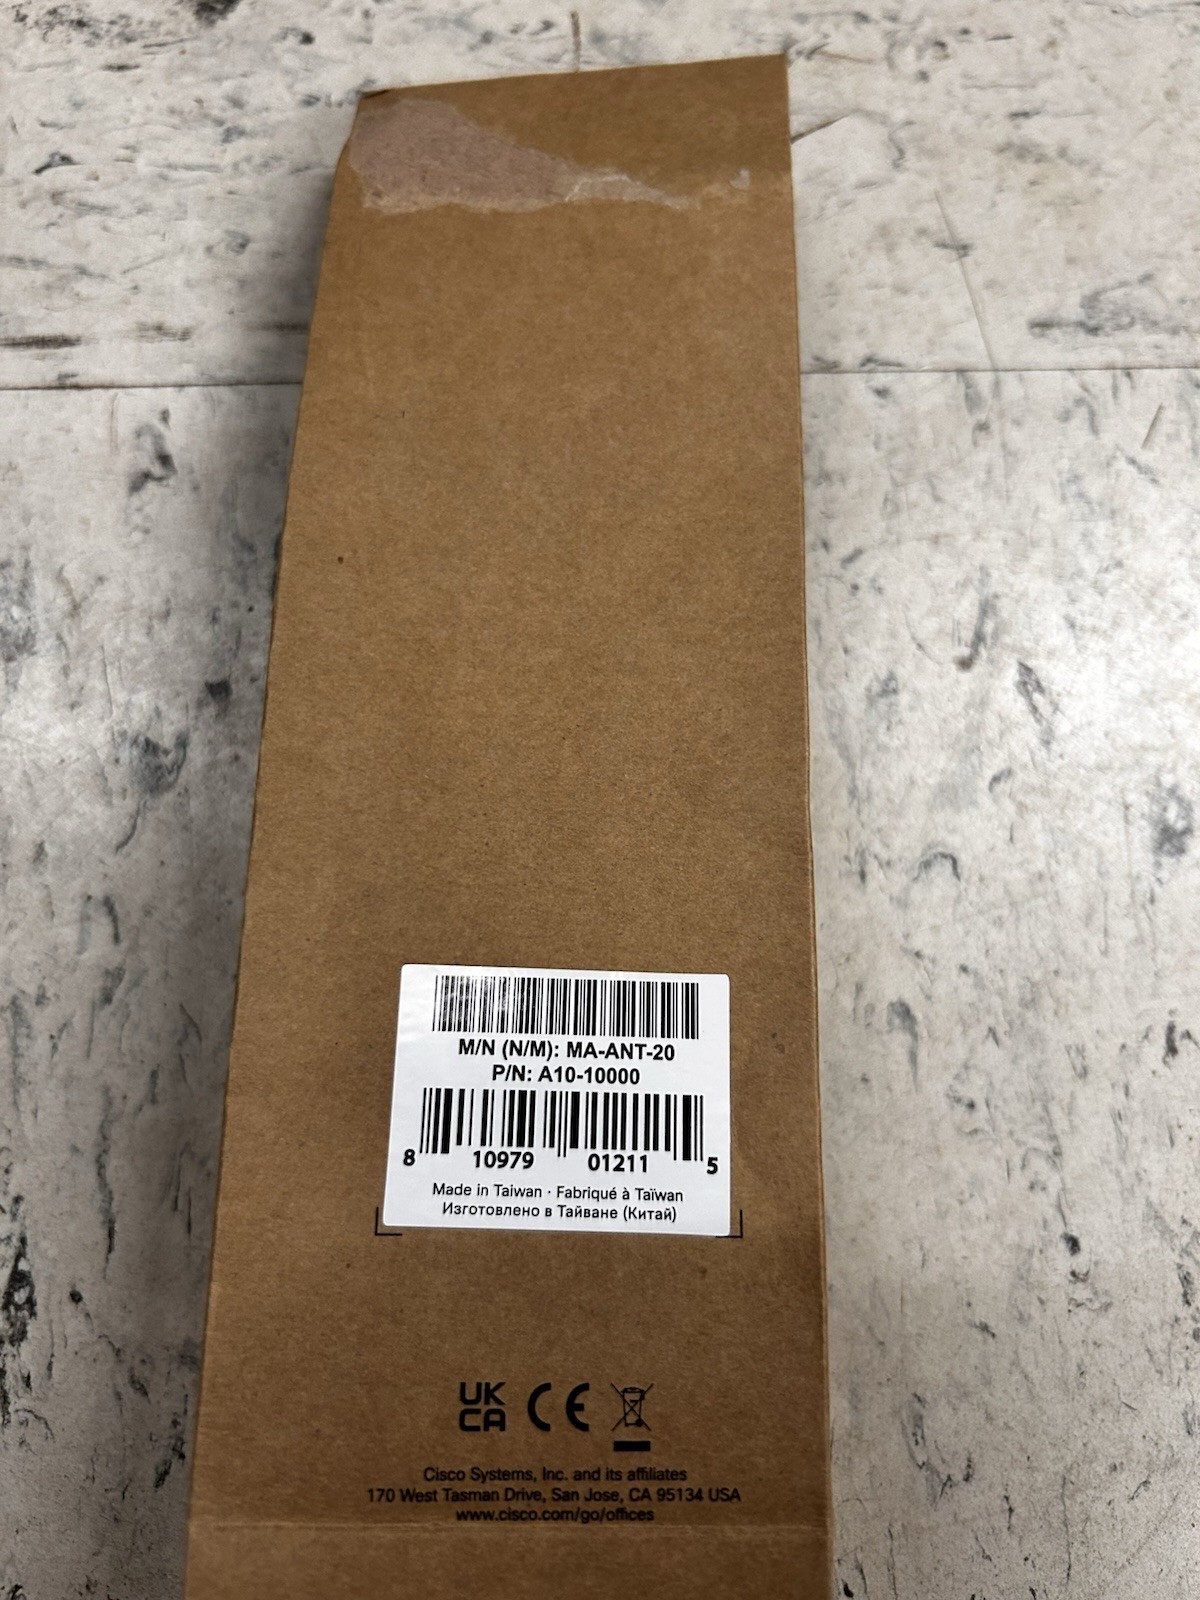 M/N (N/M): MA-ANT-20
P/N: A10-10000
8 10979 01211 5
Made in Taiwan · Fabriqué à Taïwan
Изготовлено в Тайване (Китай)
UK
CA CE
Cisco Systems, Inc. and its affiliates
170 West Tasman Drive, San Jose, CA 95134 USA
www.cisco.com/go/offices